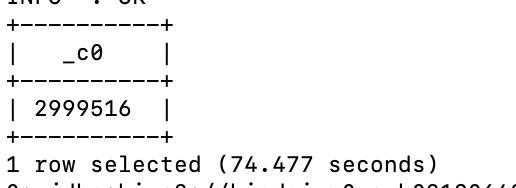 +----------+
|   _c0    |
+----------+
| 2999516  |
+----------+
1 row selected (74.477 seconds)